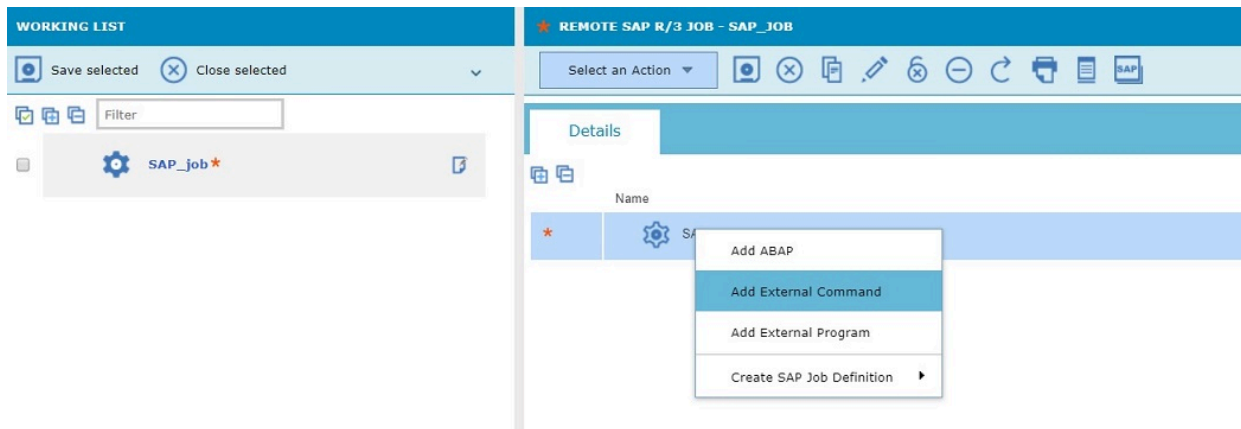 WORKING LIST
Save selected
Close selected
Filter
SAP_job*
* REMOTE SAP R/3 JOB - SAP_JOB
Select an Action
SAP
Details
Name
*
SA
Add ABAP
Add External Command
Add External Program
Create SAP Job Definition